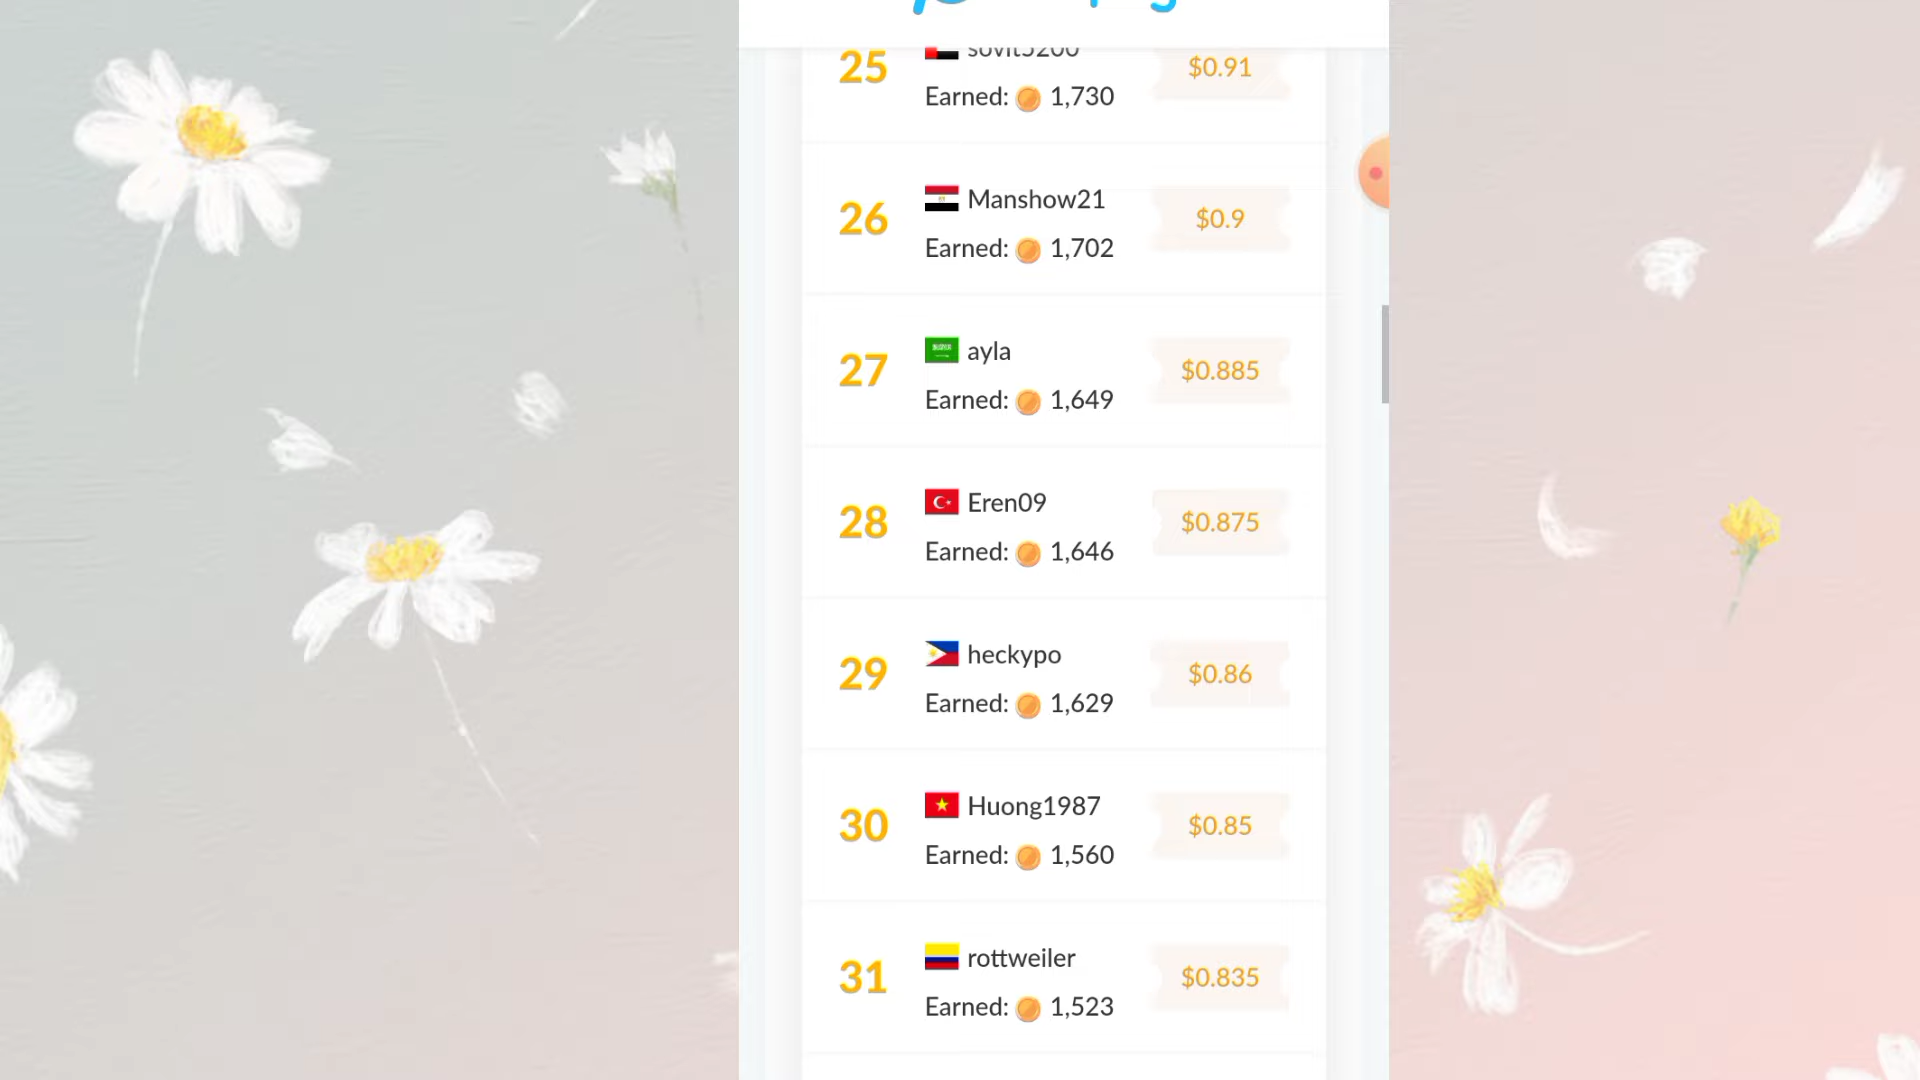 25
$0.91
Earned: 1,730
26
Manshow21
$0.9
Earned: 1,702
27
ayla
$0.885
Earned: 1,649
28
Eren09
$0.875
Earned: 1,646
29
heckypo
$0.86
Earned: 1,629
30
Huong1987
$0.85
Earned: 1,560
31
rottweiler
$0.835
Earned: 1,523